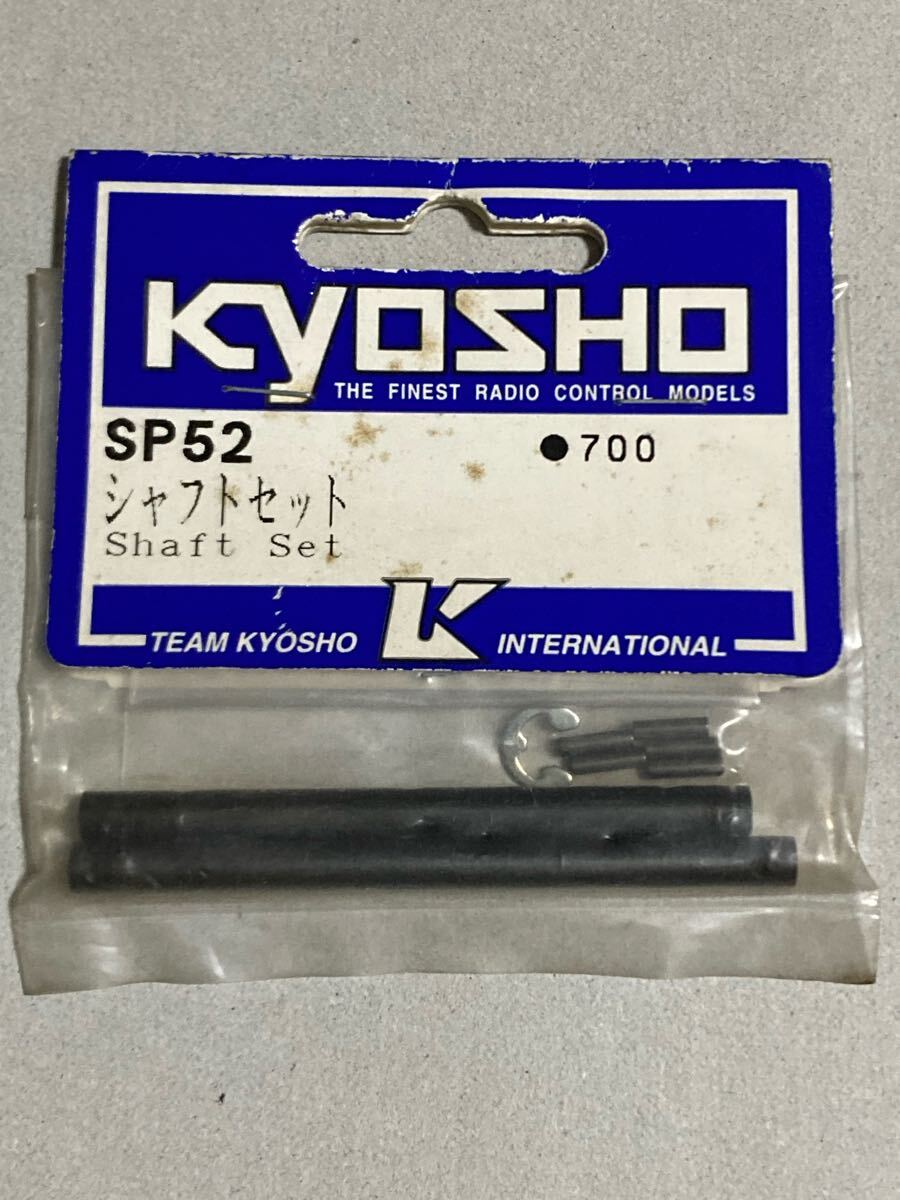 KYOSHO
THE FINEST RADIO CONTROL MODELS
SP52 ●700
シャフトセット
Shaft Set
TEAM KYOSHO K INTERNATIONAL